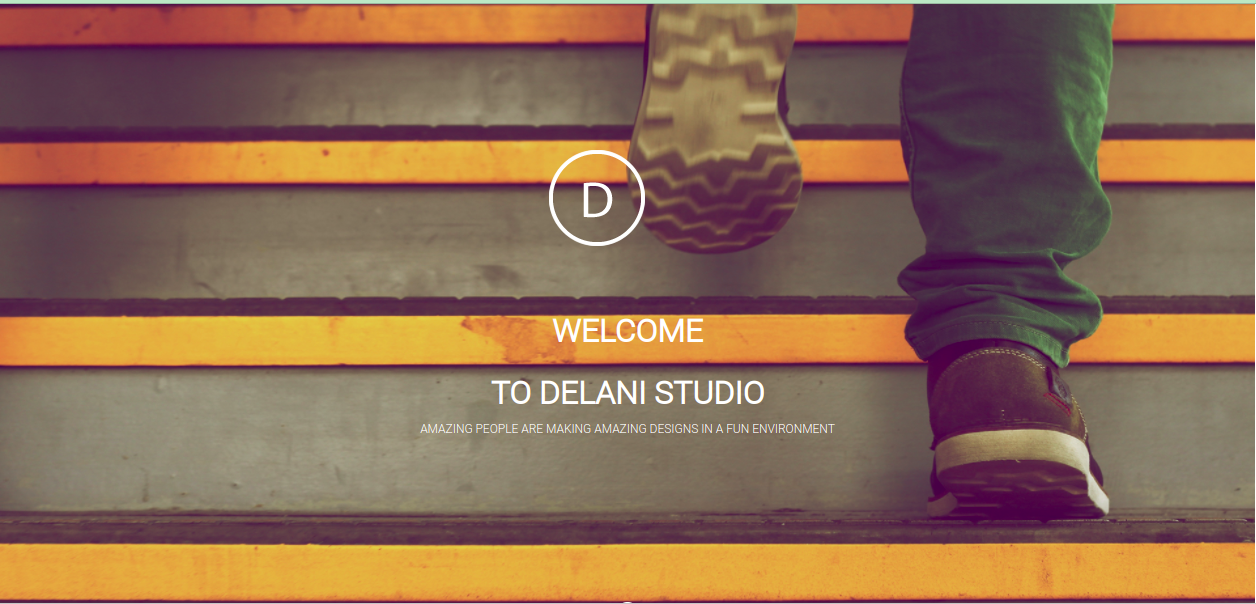 D
WELCOME
TO DELANI STUDIO
AMAZING PEOPLE ARE MAKING AMAZING DESIGNS IN A FUN ENVIRONMENT